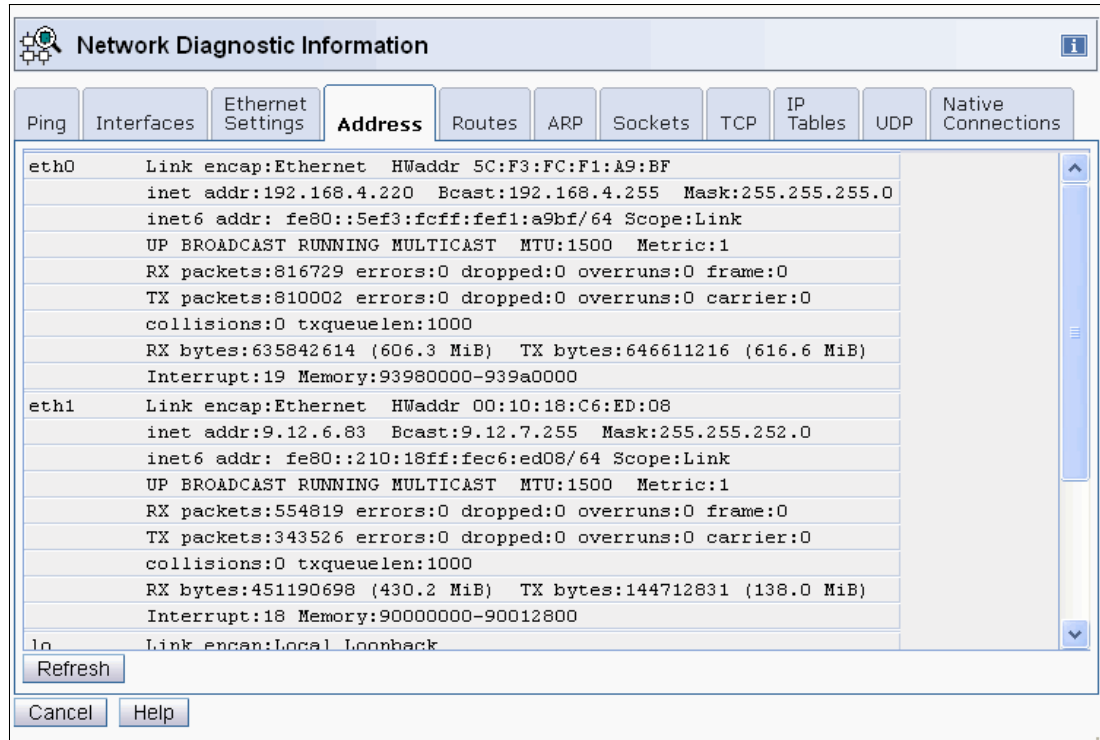 Network Diagnostic Information
i
Ping Interfaces Ethernet Settings Address Routes ARP Sockets TCP IP Tables UDP Native Connections
eth0 Link encap:Ethernet HWaddr 5C:F3:FC:F1:A9:BF
inet addr:192.168.4.220 Bcast:192.168.4.255 Mask:255.255.255.0
inet6 addr: fe80::5ef3:fcff:fef1:a9bf/64 Scope:Link
UP BROADCAST RUNNING MULTICAST MTU:1500 Metric:1
RX packets:816729 errors:0 dropped:0 overruns:0 frame:0
TX packets:810002 errors:0 dropped:0 overruns:0 carrier:0
collisions:0 txqueuelen:1000
RX bytes:635842614 (606.3 MiB) TX bytes:646611216 (616.6 MiB)
Interrupt:19 Memory:93980000-939a0000
eth1 Link encap:Ethernet HWaddr 00:10:18:C6:ED:08
inet addr:9.12.6.83 Bcast:9.12.7.255 Mask:255.255.252.0
inet6 addr: fe80::210:18ff:fec6:ed08/64 Scope:Link
UP BROADCAST RUNNING MULTICAST MTU:1500 Metric:1
RX packets:554819 errors:0 dropped:0 overruns:0 frame:0
TX packets:343526 errors:0 dropped:0 overruns:0 carrier:0
collisions:0 txqueuelen:1000
RX bytes:451190698 (430.2 MiB) TX bytes:144712831 (138.0 MiB)
Interrupt:18 Memory:90000000-90012800
lo Link encap:Local Loopback
Refresh
Cancel Help